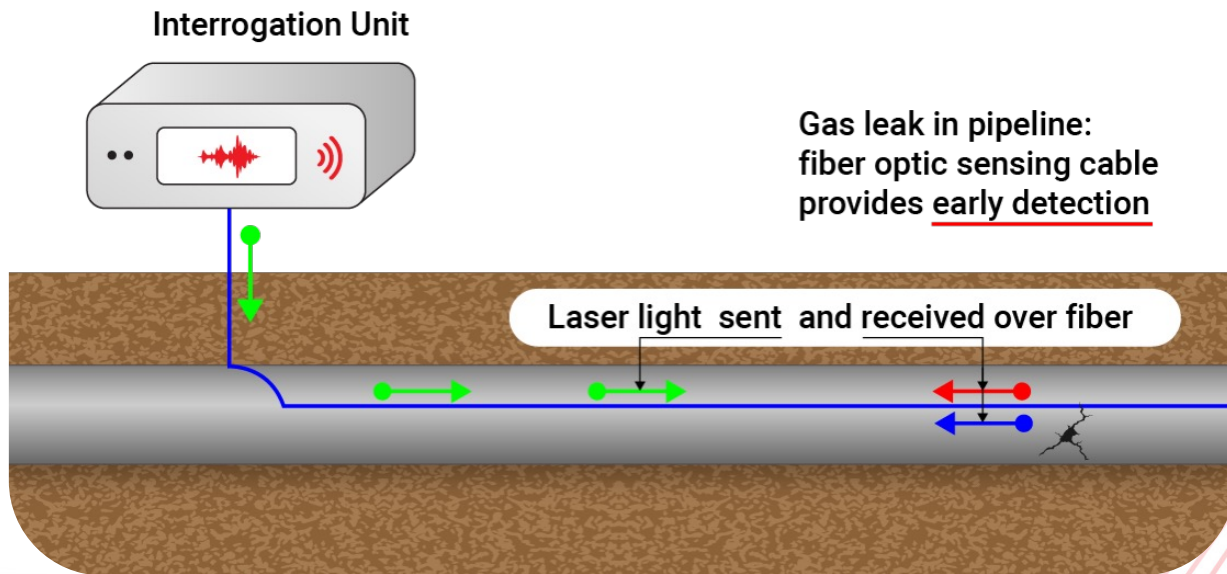 Interrogation Unit
Gas leak in pipeline:
fiber optic sensing cable
provides early detection
Laser light sent and received over fiber